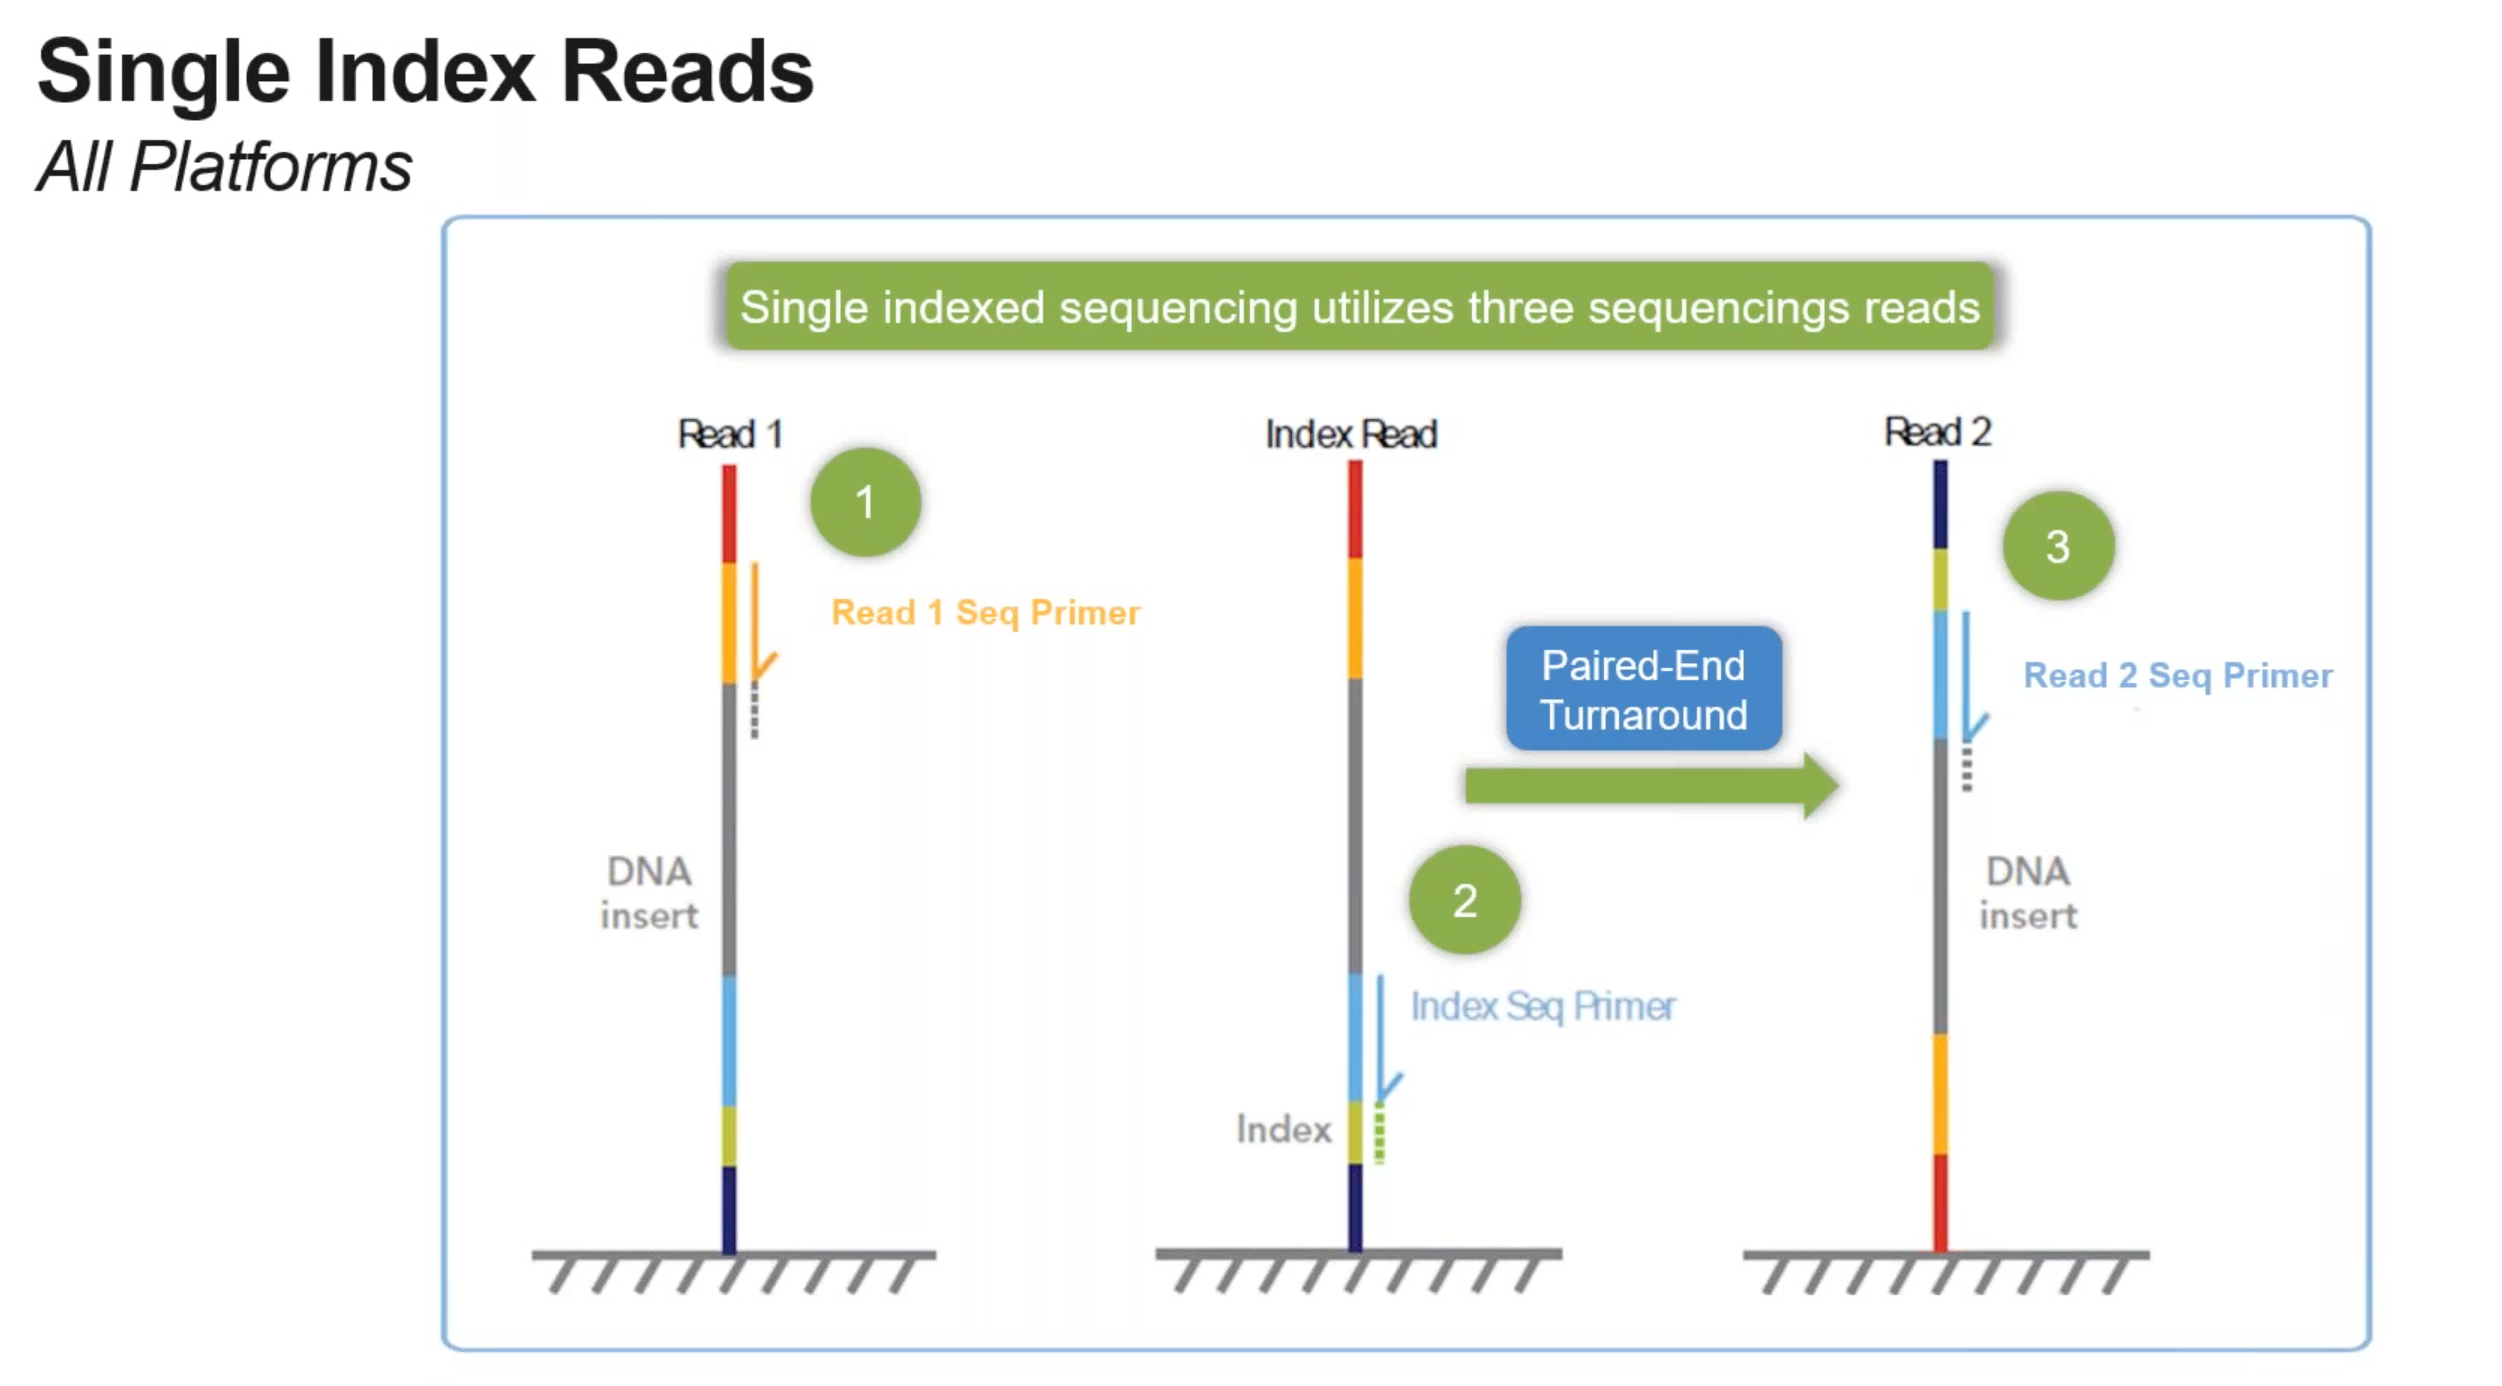 Single Index Reads
All Platforms
Single indexed sequencing utilizes three sequencings reads
Read 1
1
Read 1 Seq Primer
DNA
insert
Index Read
2
Index Seq Primer
Index
Paired-End
Turnaround
Read 2
3
Read 2 Seq Primer
DNA
insert